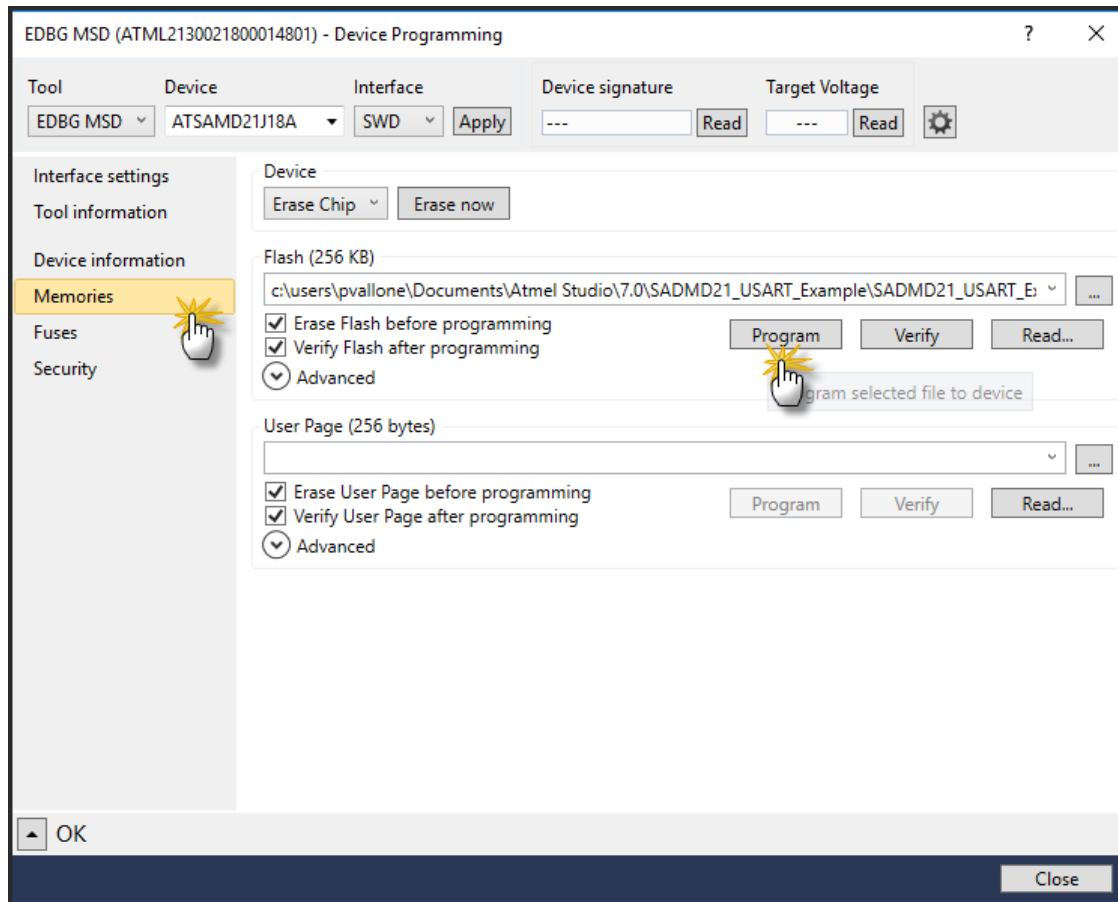 EDBG MSD (ATML2130021800014801) - Device Programming
Tool Device Interface Device signature Target Voltage
EDBG MSD ATSAMD21J18A SWD Apply --- Read --- Read
Interface settings
Tool information
Device information
Memories
Fuses
Security
Device
Erase Chip Erase now
Flash (256 KB)
c:\users\pvallone\Documents\Atmel Studio\7.0\SADMD21_USART_Example\SADMD21_USART_E ...
Erase Flash before programming
Verify Flash after programming
Program Verify Read...
Advanced
gram selected file to device
User Page (256 bytes)
...
Erase User Page before programming
Verify User Page after programming
Program Verify Read...
Advanced
OK
Close